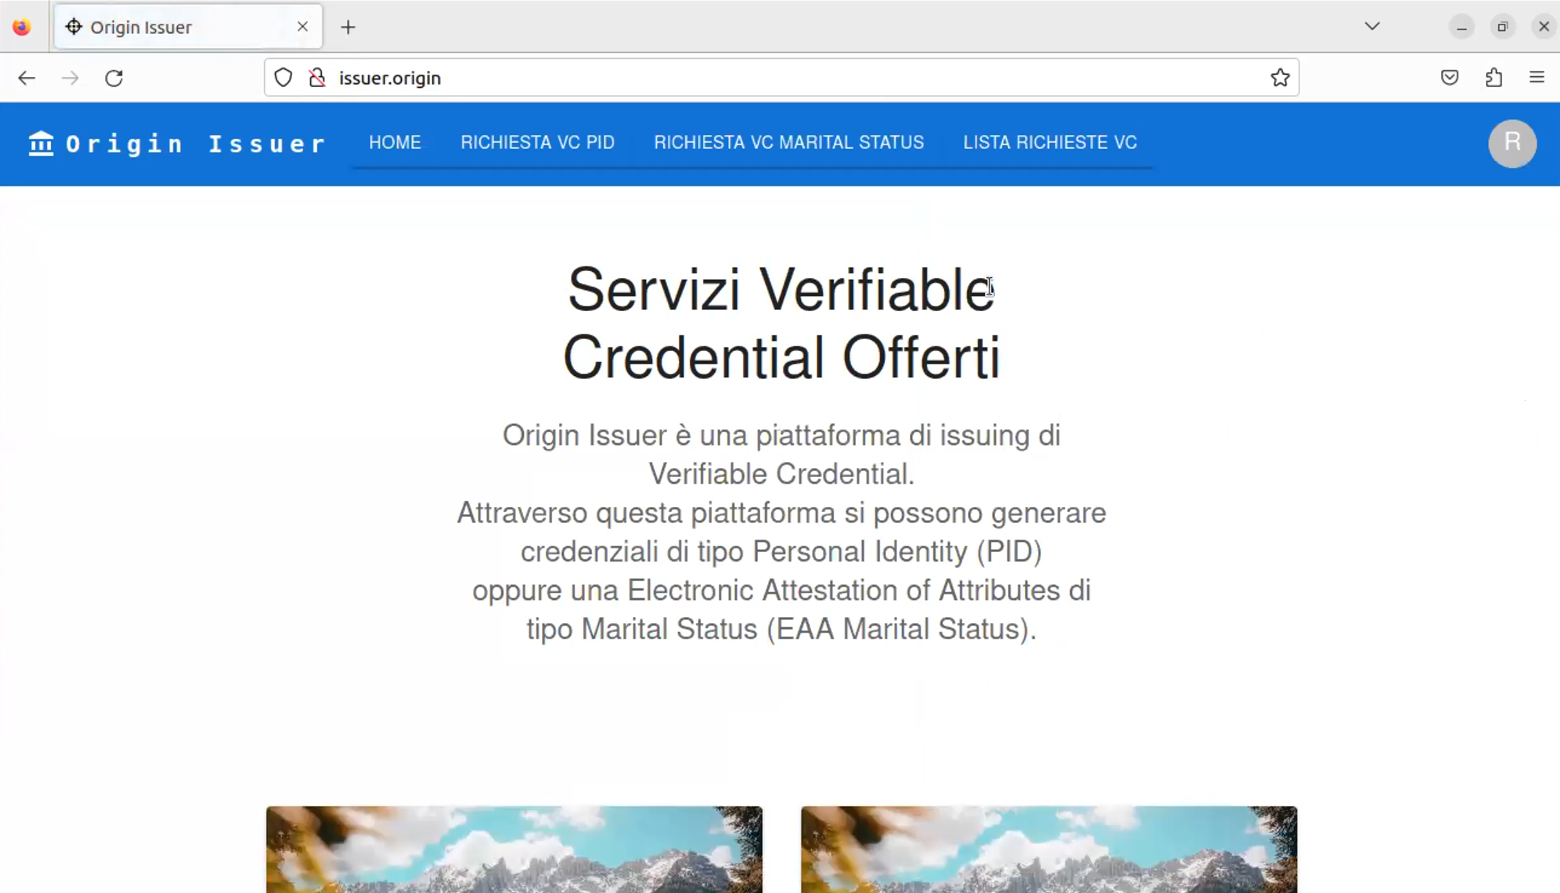 Origin Issuer
issuer.origin
Origin Issuer
HOME RICHIESTA VC PID RICHIESTA VC MARITAL STATUS LISTA RICHIESTE VC
R
Servizi Verifiable
Credential Offerti
Origin Issuer è una piattaforma di issuing di
Verifiable Credential.
Attraverso questa piattaforma si possono generare
credenziali di tipo Personal Identity (PID)
oppure una Electronic Attestation of Attributes di
tipo Marital Status (EAA Marital Status).